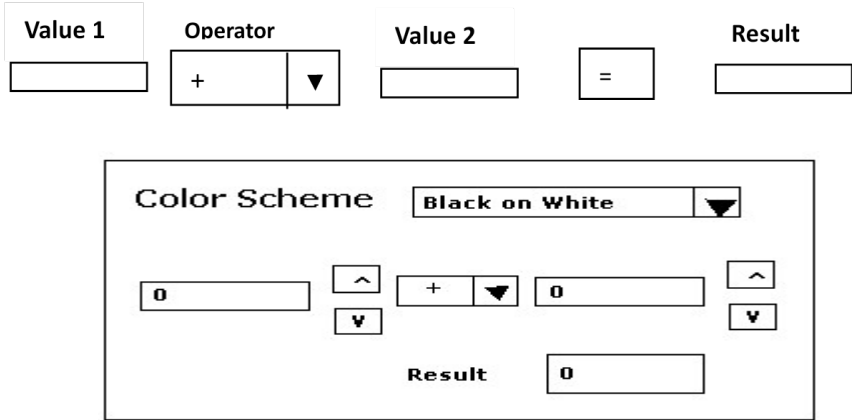 Value 1 Operator Value 2 Result
+ ▼ =
Color Scheme Black on White ▼
^ ^
0 + ▼ 0
v v
Result 0